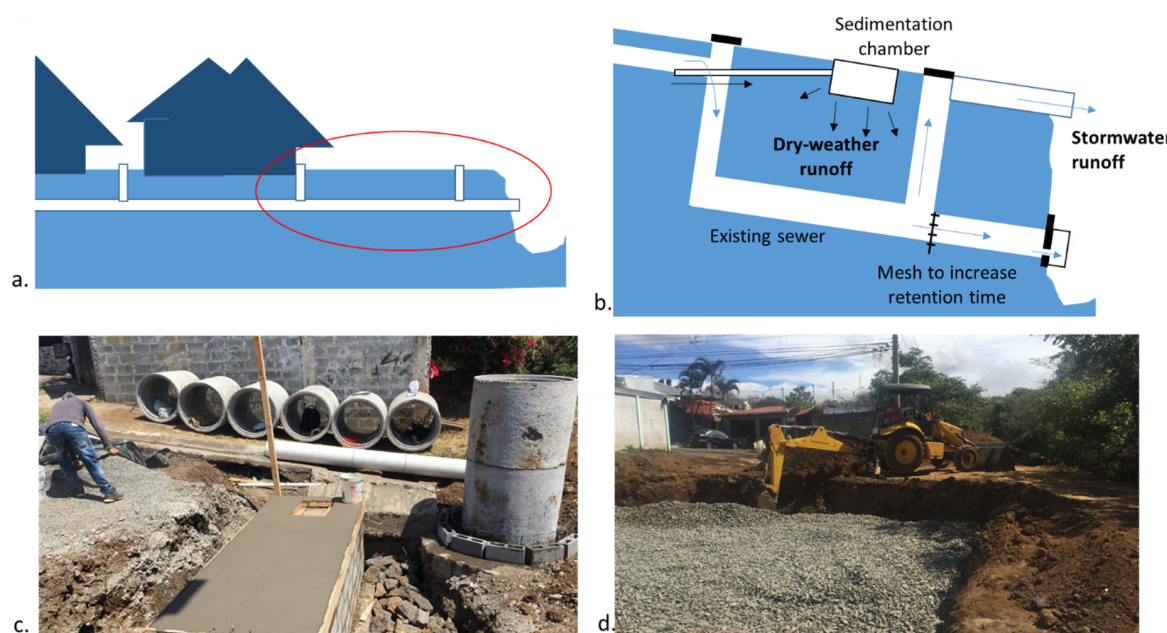 a.
b.
Sedimentation
chamber
Dry-weather
runoff
Stormwater
runoff
Existing sewer
Mesh to increase
retention time
c.
d.